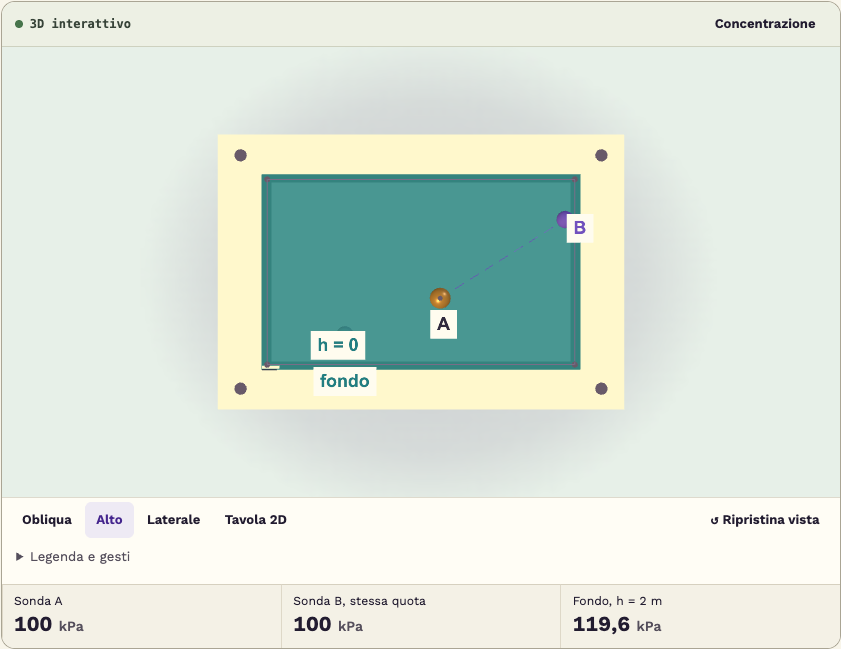 3D interattivo
Concentrazione
B
A
h = 0
fondo
Obliqua
Alto
Laterale
Tavola 2D
↺ Ripristina vista
▶ Legenda e gesti
Sonda A
100 kPa
Sonda B, stessa quota
100 kPa
Fondo, h = 2 m
119,6 kPa